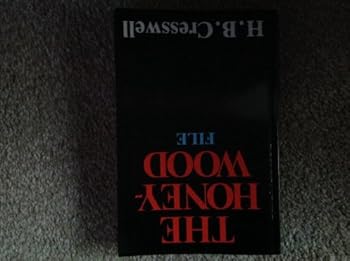 THE
HONEY-
WOOD
FILE
H.B.Cresswell